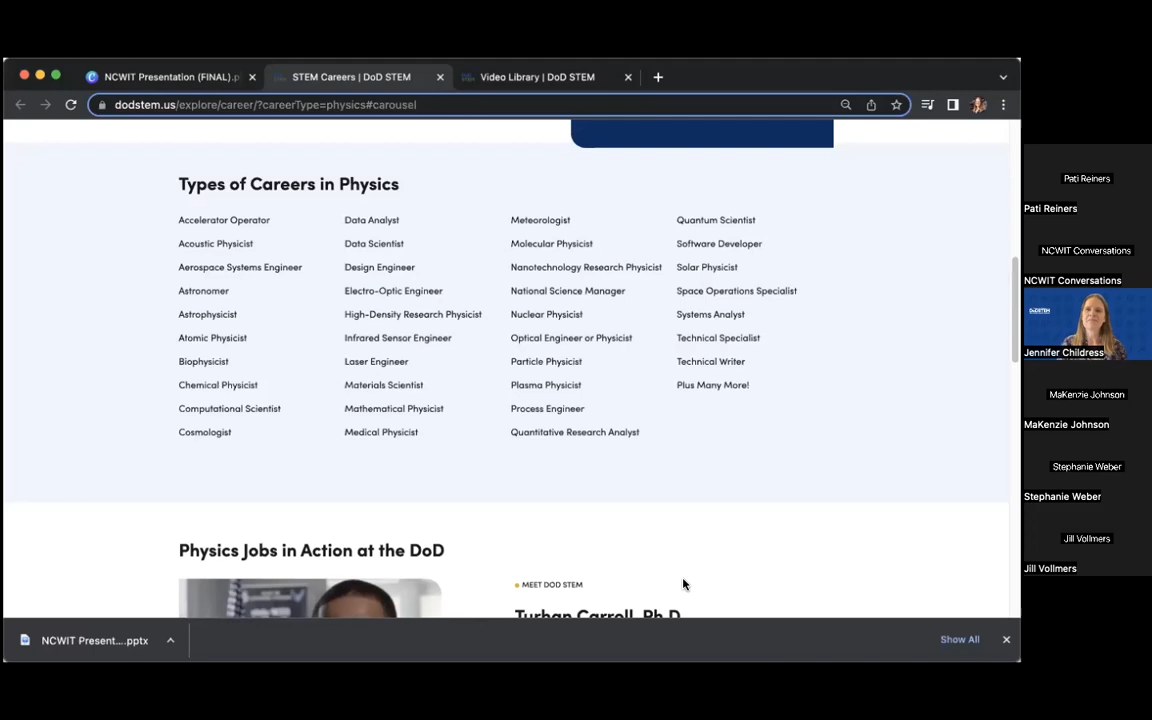 NCWIT Presentation (FINAL).p
STEM Careers | DoD STEM
Video Library | DoD STEM
dodstem.us/explore/career/?careerType=physics#carousel
Types of Careers in Physics
Accelerator Operator
Acoustic Physicist
Aerospace Systems Engineer
Astronomer
Astrophysicist
Atomic Physicist
Biophysicist
Chemical Physicist
Computational Scientist
Cosmologist
Data Analyst
Data Scientist
Design Engineer
Electro-Optic Engineer
High-Density Research Physicist
Infrared Sensor Engineer
Laser Engineer
Materials Scientist
Mathematical Physicist
Medical Physicist
Meteorologist
Molecular Physicist
Nanotechnology Research Physicist
National Science Manager
Nuclear Physicist
Optical Engineer or Physicist
Particle Physicist
Plasma Physicist
Process Engineer
Quantitative Research Analyst
Quantum Scientist
Software Developer
Solar Physicist
Space Operations Specialist
Systems Analyst
Technical Specialist
Technical Writer
Plus Many More!
Physics Jobs in Action at the DoD
MEET DOD STEM
Turhan Carroll, Ph.D.
NCWIT Present....pptx
Show All
Pati Reiners
Pati Reiners
NCWIT Conversations
NCWIT Conversations
DoDSTEM
Jennifer Childress
MaKenzie Johnson
MaKenzie Johnson
Stephanie Weber
Stephanie Weber
Jill Vollmers
Jill Vollmers